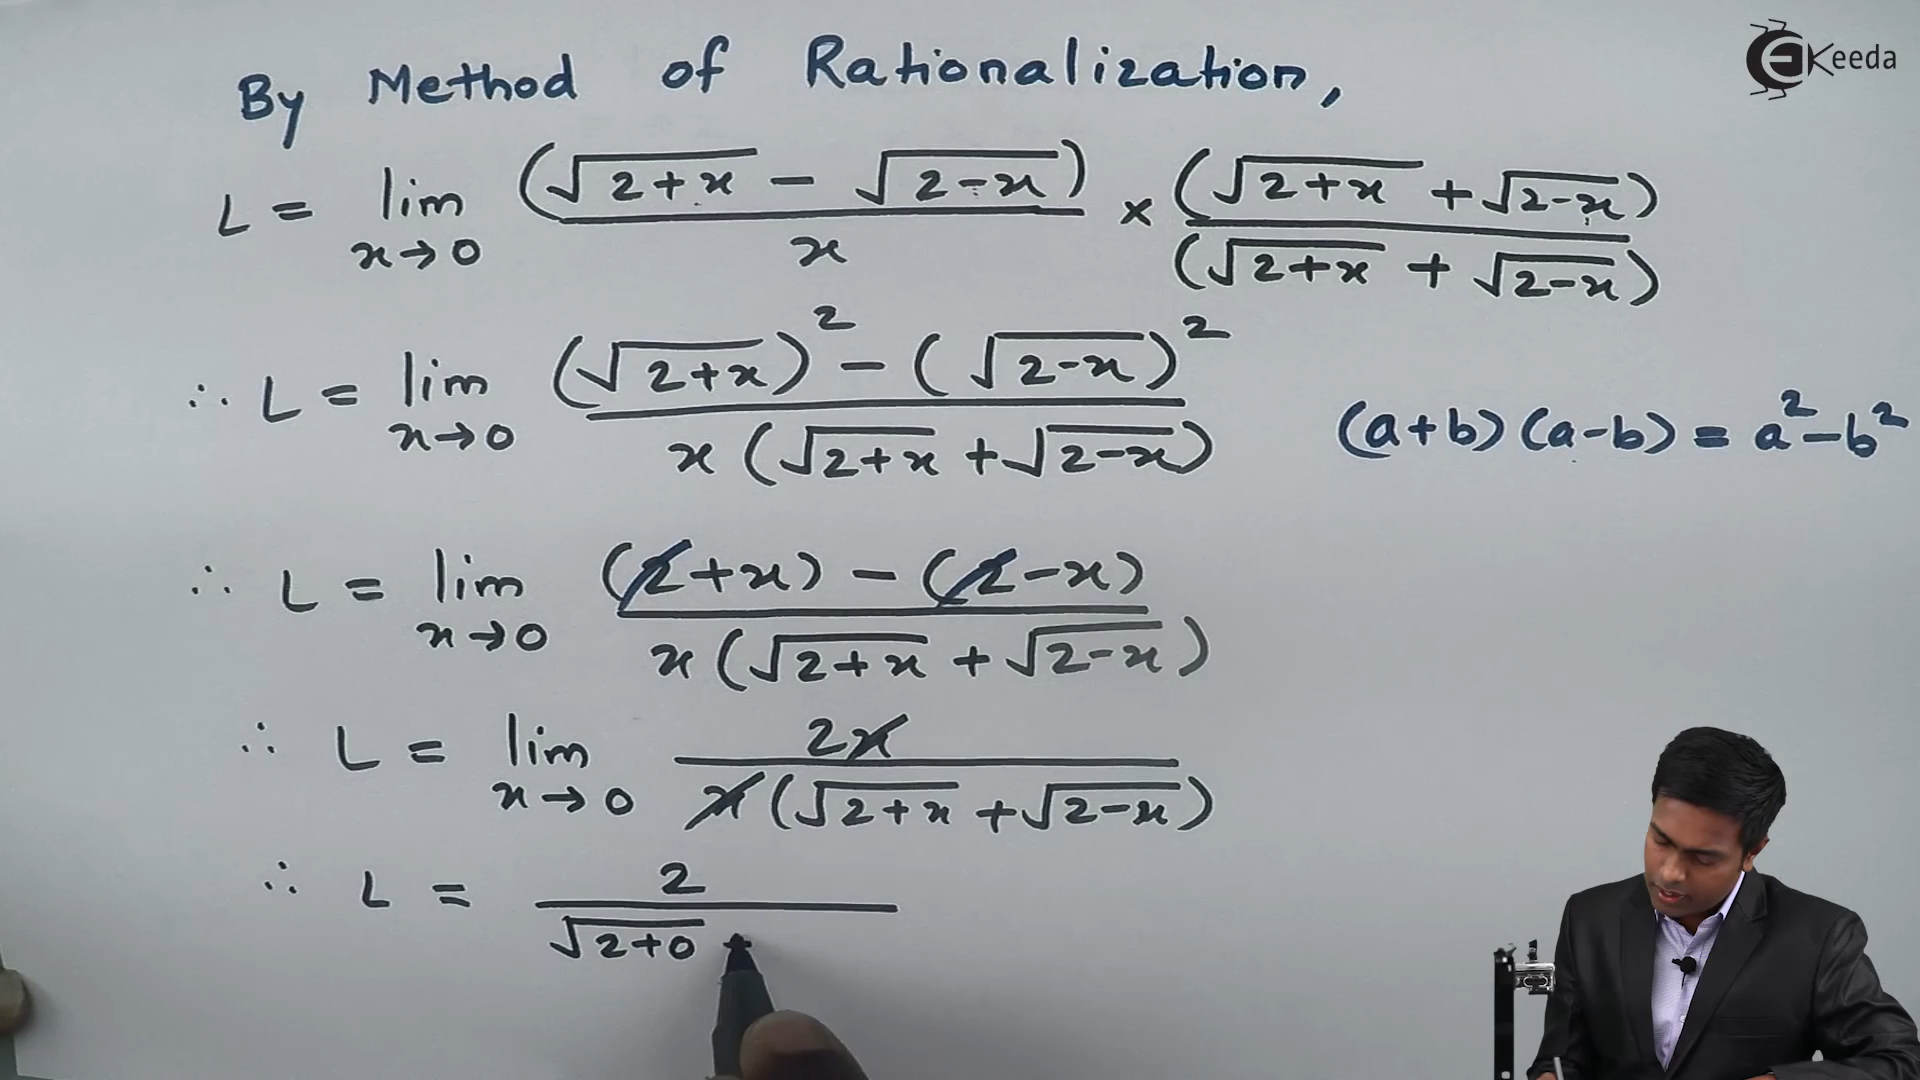 Keeda
By Method of Rationalization,
L = lim x→0 (√(2+x) - √(2-x)) / x × (√(2+x) + √(2-x)) / (√(2+x) + √(2-x))
∴ L = lim x→0 ((√(2+x))² - (√(2-x))²) / x(√(2+x) + √(2-x))
(a+b)(a-b) = a²-b²
∴ L = lim x→0 ((2+x) - (2-x)) / x(√(2+x) + √(2-x))
∴ L = lim x→0 2x / x(√(2+x) + √(2-x))
∴ L = 2 / √(2+0) +